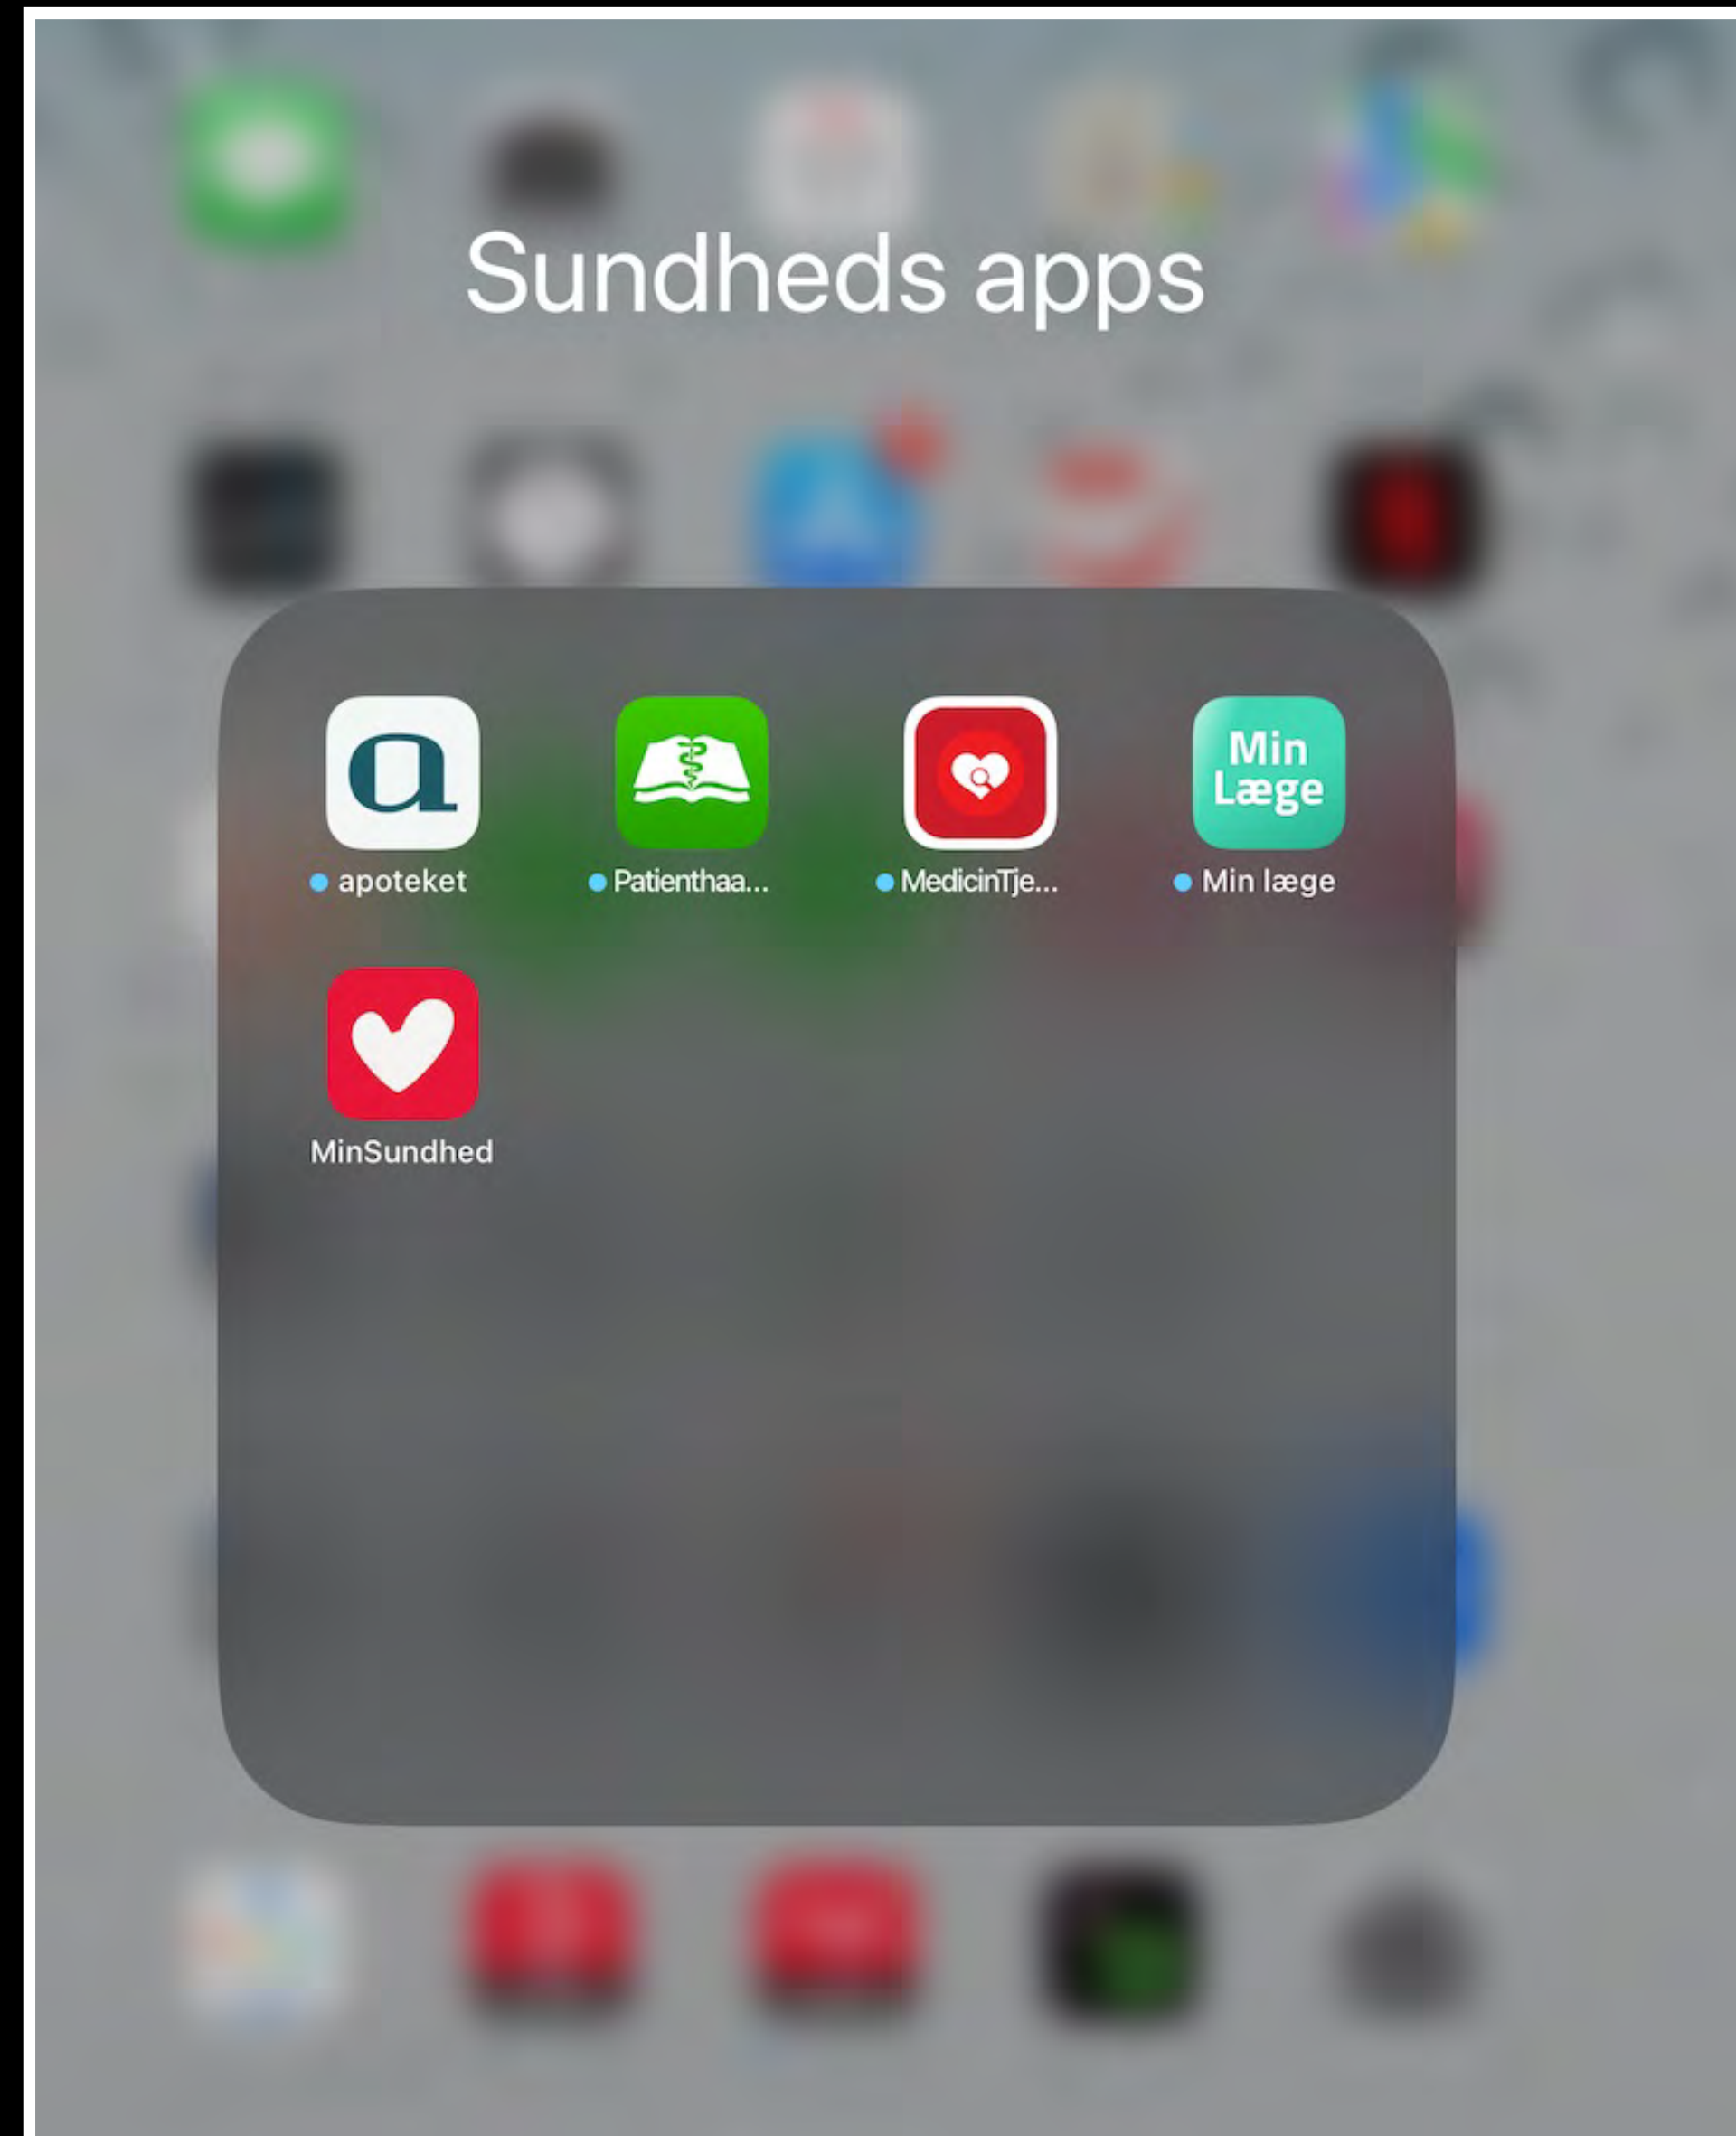 Sundheds apps
a
Min
Læge
apoteket
Patienthaa...
MedicinTje...
Min læge
MinSundhed